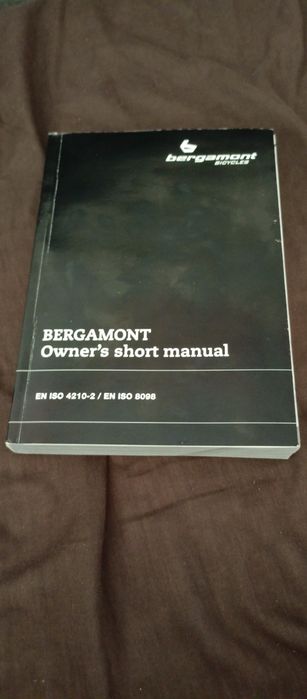 bergamont
BICYCLES
BERGAMONT
Owner's short manual
EN ISO 4210-2 / EN ISO 8098